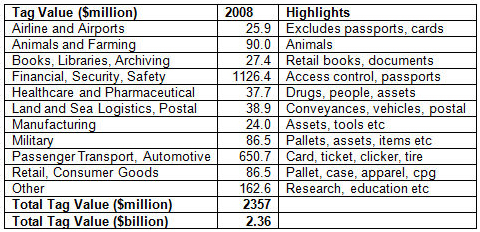 Tag Value ($million) 2008 Highlights
Airline and Airports 25.9 Excludes passports, cards
Animals and Farming 90.0 Animals
Books, Libraries, Archiving 27.4 Retail books, documents
Financial, Security, Safety 1126.4 Access control, passports
Healthcare and Pharmaceutical 37.7 Drugs, people, assets
Land and Sea Logistics, Postal 38.9 Conveyances, vehicles, postal
Manufacturing 24.0 Assets, tools etc
Military 86.5 Pallets, assets, items etc
Passenger Transport, Automotive 650.7 Card, ticket, clicker, tire
Retail, Consumer Goods 86.5 Pallet, case, apparel, cpg
Other 162.6 Research, education etc
Total Tag Value ($million) 2357
Total Tag Value ($billion) 2.36